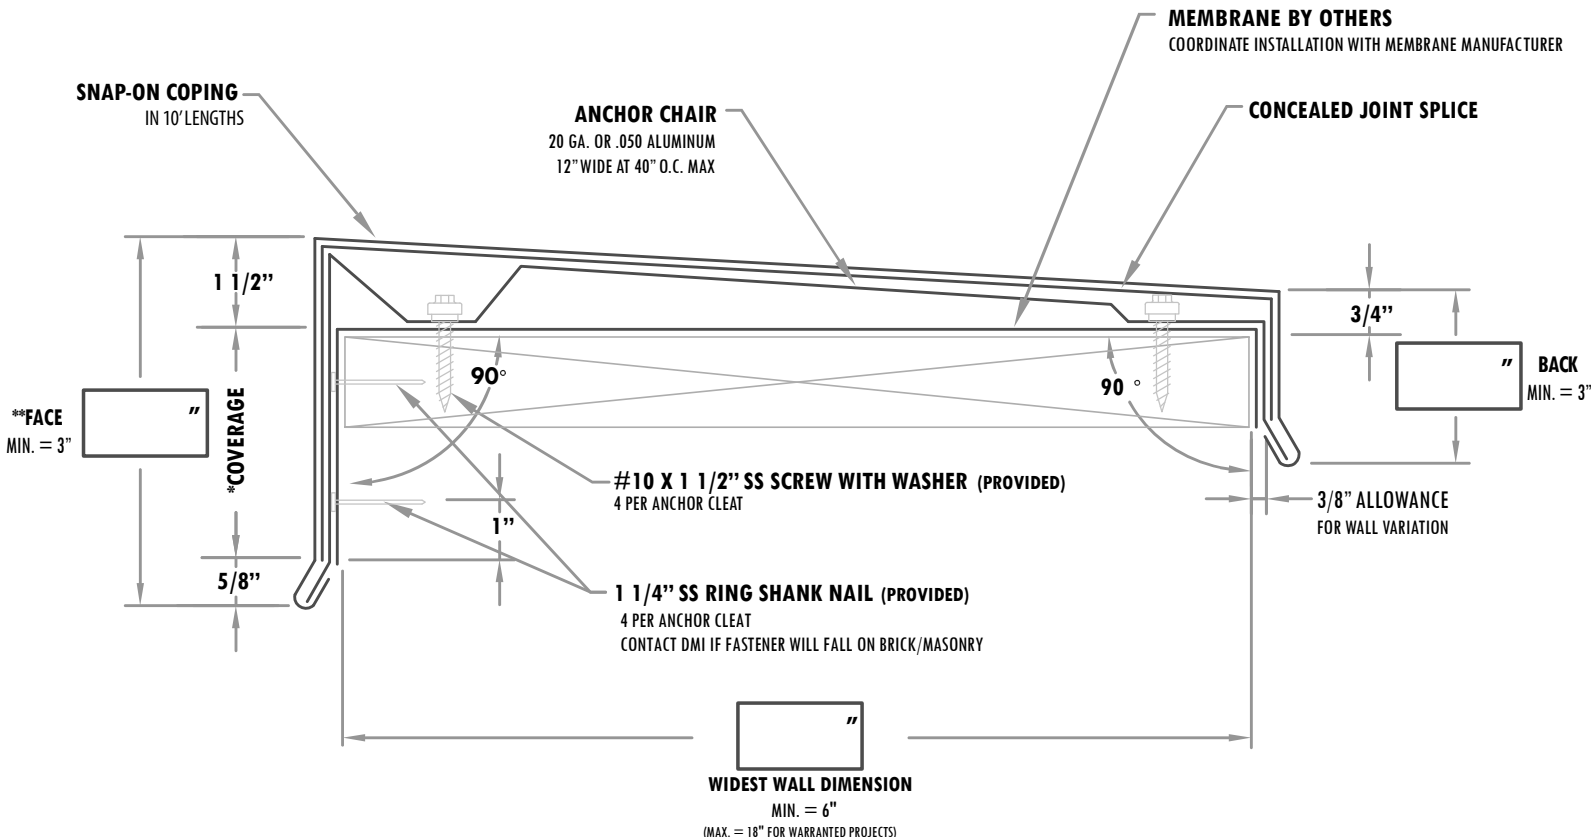 MEMBRANE BY OTHERS
COORDINATE INSTALLATION WITH MEMBRANE MANUFACTURER
SNAP-ON COPING
IN 10' LENGTHS
ANCHOR CHAIR
20 GA. OR .050 ALUMINUM
12" WIDE AT 40" O.C. MAX
CONCEALED JOINT SPLICE
1 1/2"
3/4"
"
BACK
MIN. = 3"
90°
90 °
**FACE
MIN. = 3"
"
*COVERAGE
#10 X 1 1/2" SS SCREW WITH WASHER (PROVIDED)
4 PER ANCHOR CLEAT
3/8" ALLOWANCE
FOR WALL VARIATION
1"
5/8"
1 1/4" SS RING SHANK NAIL (PROVIDED)
4 PER ANCHOR CLEAT
CONTACT DMI IF FASTENER WILL FALL ON BRICK/MASONRY
"
WIDEST WALL DIMENSION
MIN. = 6"
(MAX. = 18" FOR WARRANTED PROJECTS)